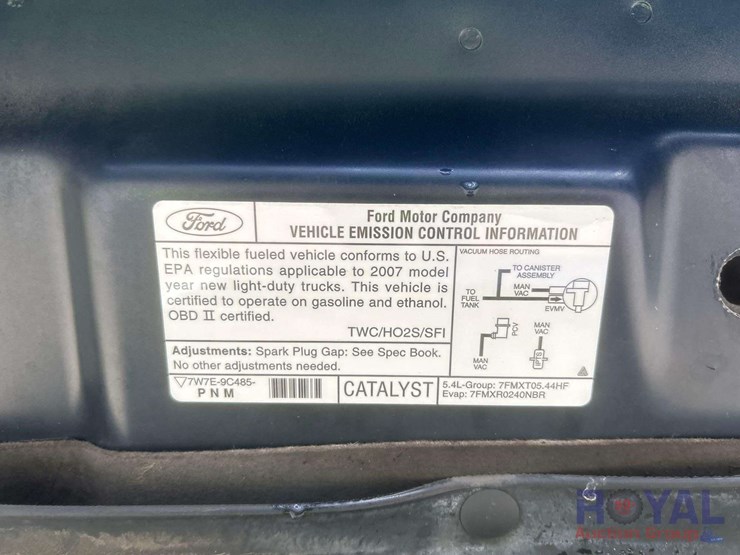 Ford
Ford Motor Company
VEHICLE EMISSION CONTROL INFORMATION
This flexible fueled vehicle conforms to U.S.
EPA regulations applicable to 2007 model
year new light-duty trucks. This vehicle is
certified to operate on gasoline and ethanol.
OBD II certified.
TWC/HO2S/SFI
Adjustments: Spark Plug Gap: See Spec Book.
No other adjustments needed.
VACUUM HOSE ROUTING
TO CANISTER
ASSEMBLY
TO
FUEL
TANK
MAN
VAC
EVMV
PCV
MAN
VAC
MAN
VAC
7W7E-9C485-
PNM
CATALYST
5.4L-Group: 7FMXT05.44HF
Evap: 7FMXR0240NBR
ROYAL
Auction Group